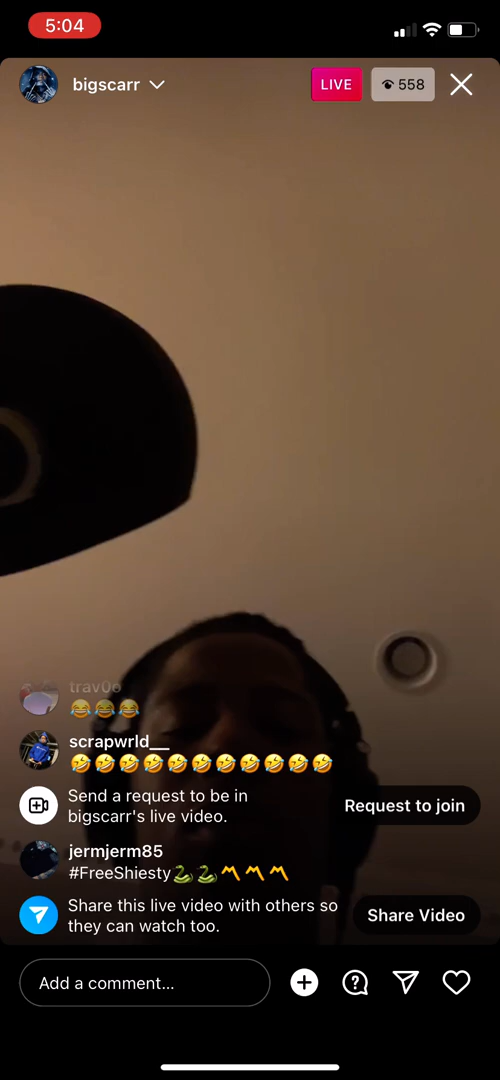 5:04
bigscarr
LIVE
558
trav0o
😂😂😂
scrapwrld__
🤣🤣🤣🤣🤣🤣🤣🤣🤣🤣🤣
Send a request to be in
bigscarr's live video.
Request to join
jermjerm85
#FreeShiesty🐍🐍〽️〽️〽️
Share this live video with others so
they can watch too.
Share Video
Add a comment...